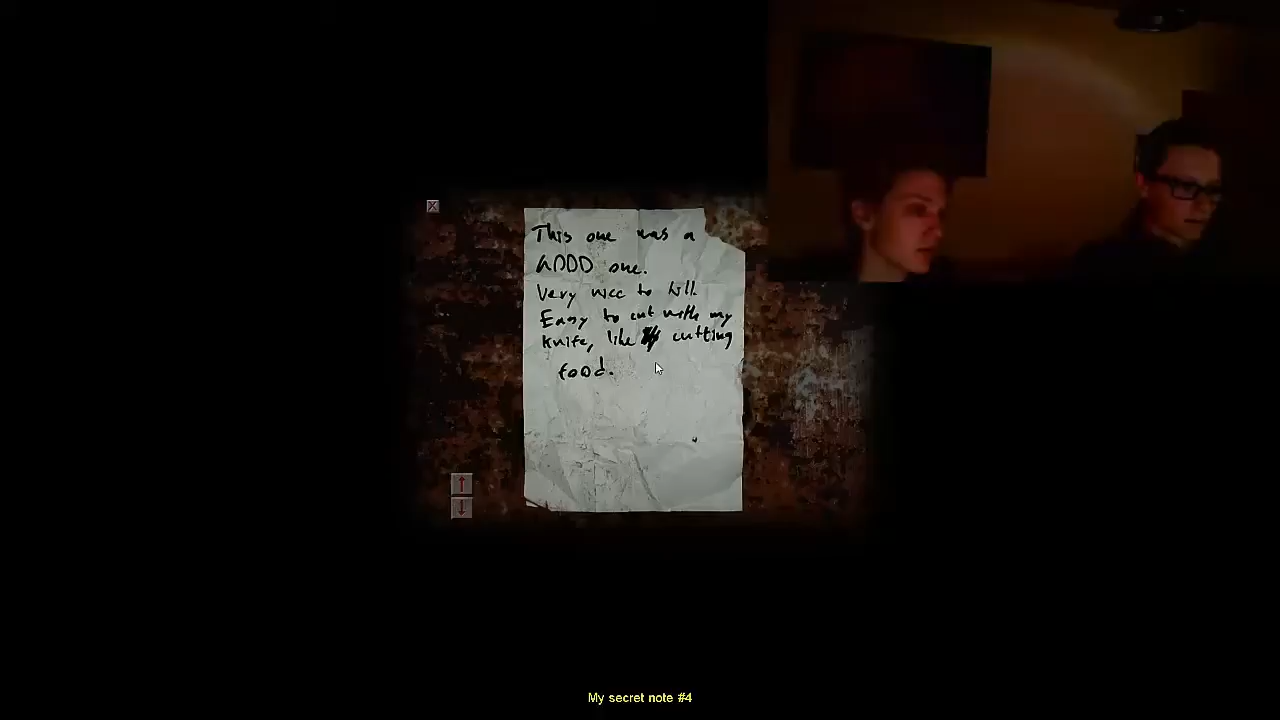 This one was a
GOOD one.
Very nice to kill.
Easy to cut with my
knife, like cutting
food.
My secret note #4